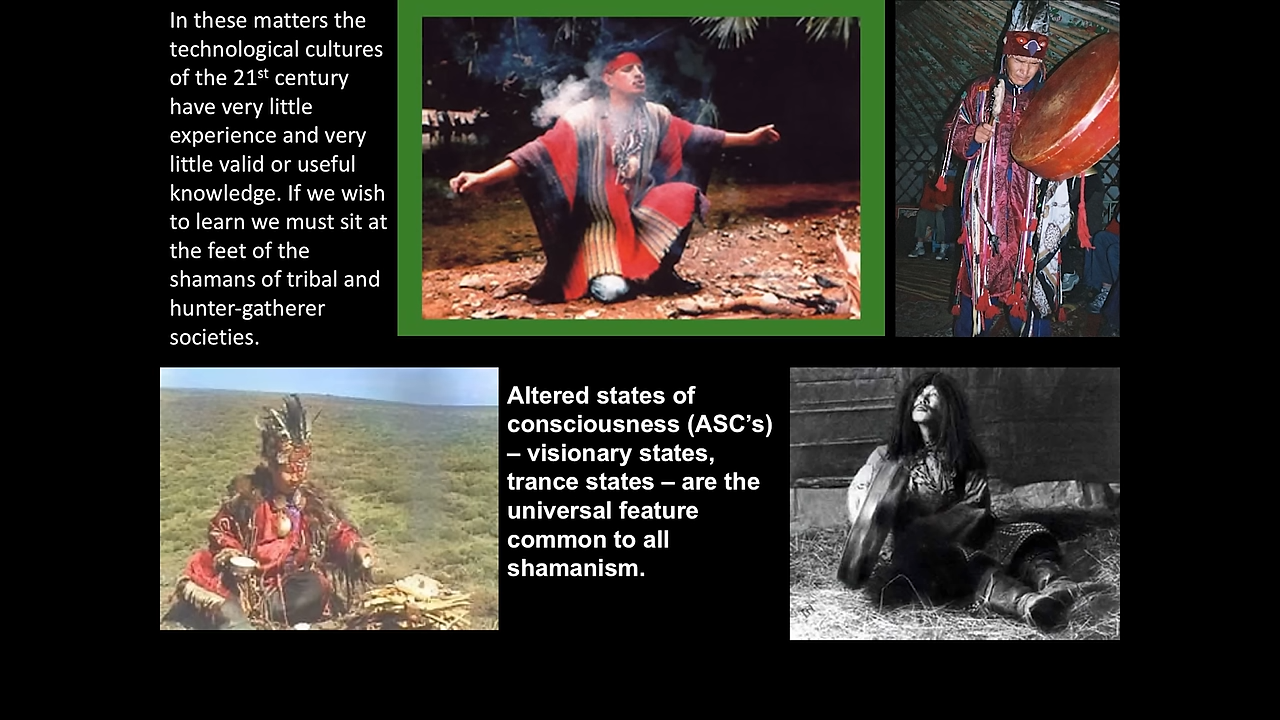 In these matters the
technological cultures
of the 21st century
have very little
experience and very
little valid or useful
knowledge. If we wish
to learn we must sit at
the feet of the
shamans of tribal and
hunter-gatherer
societies.
Altered states of
consciousness (ASC’s)
– visionary states,
trance states – are the
universal feature
common to all
shamanism.